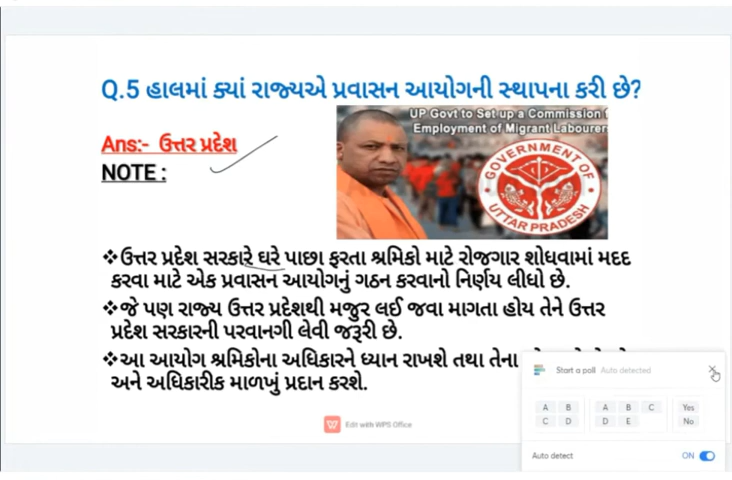 Q.5 હાલમાં ક્યાં રાજ્યએ પ્રવાસન આયોગની સ્થાપના કરી છે?
Ans:- ઉત્તર પ્રદેશ
NOTE :
UP Govt to Set up a Commission
Employment of Migrant Labourer
GOVERNMENT OF
UTTAR PRADESH
❖ઉત્તર પ્રદેશ સરકારે ઘરે પાછા ફરતા શ્રમિકો માટે રોજગાર શોધવામાં મદદ
કરવા માટે એક પ્રવાસન આયોગનું ગઠન કરવાનો નિર્ણય લીધો છે.
❖જે પણ રાજ્ય ઉત્તર પ્રદેશથી મજુર લઈ જવા માગતા હોય તેને ઉત્તર
પ્રદેશ સરકારની પરવાનગી લેવી જરૂરી છે.
❖આ આયોગ શ્રમિકોના અધિકારને ધ્યાન રાખશે તથા તેના
અને અધિકારીક માળખું પ્રદાન કરશે.
Edit with WPS Office
Start a poll Auto detected
A B A B C Yes
C D D E No
Auto detect ON